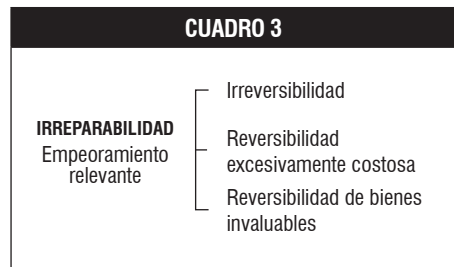 CUADRO 3
IRREPARABILIDAD
Empeoramiento
relevante
Irreversibilidad
Reversibilidad
excesivamente costosa
Reversibilidad de bienes
invaluables